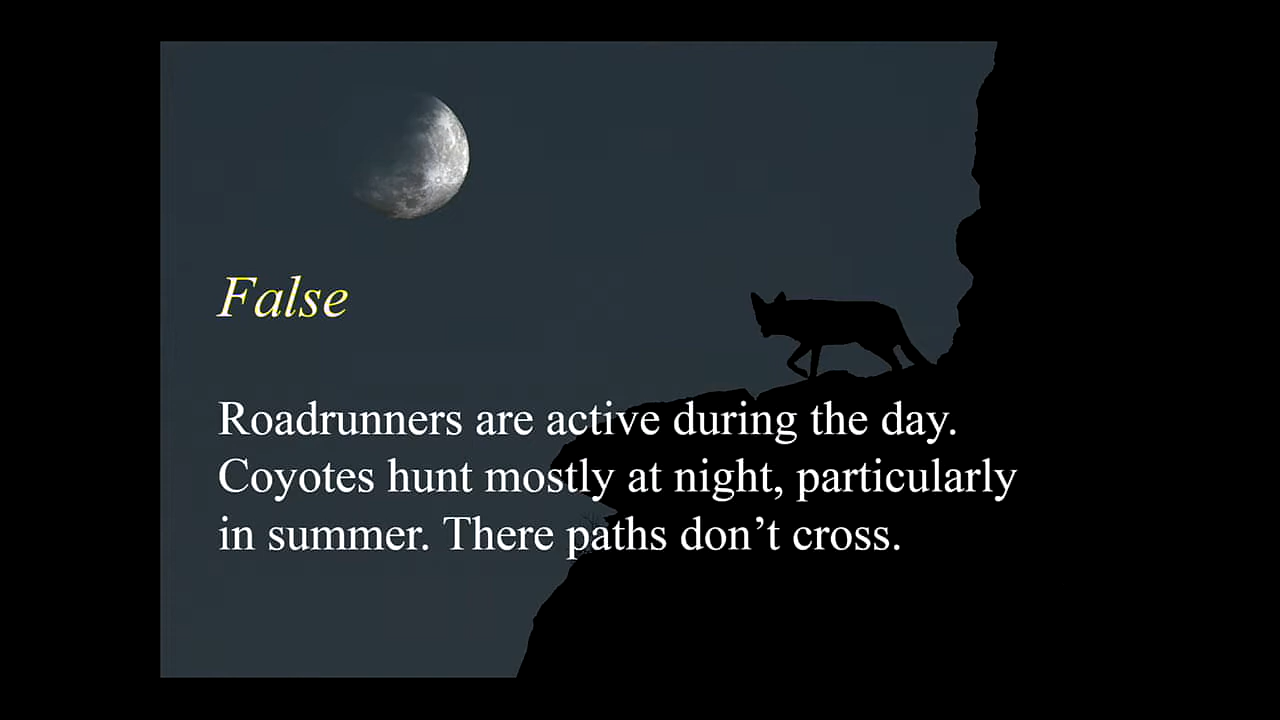 False
Roadrunners are active during the day.
Coyotes hunt mostly at night, particularly
in summer. There paths don’t cross.